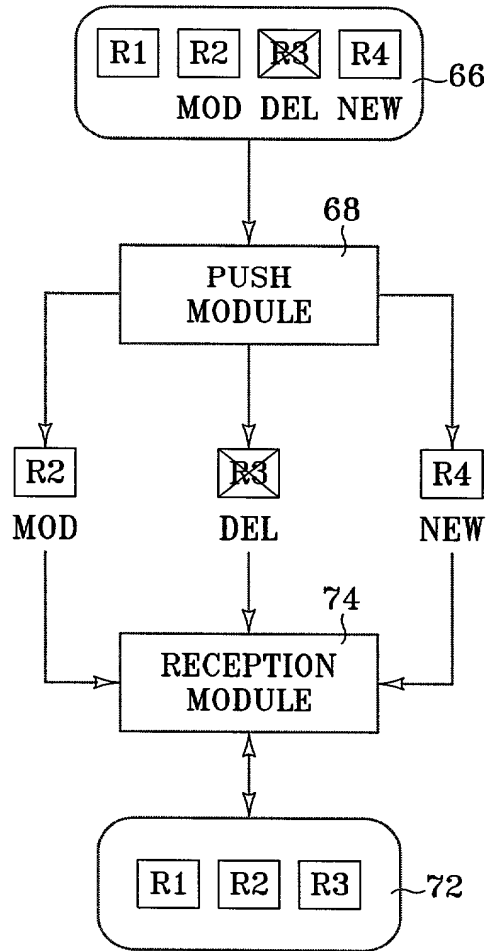 R1 R2 R3 R4
MOD DEL NEW
66
68
PUSH
MODULE
R2 R3 R4
MOD DEL NEW
74
RECEPTION
MODULE
R1 R2 R3
72